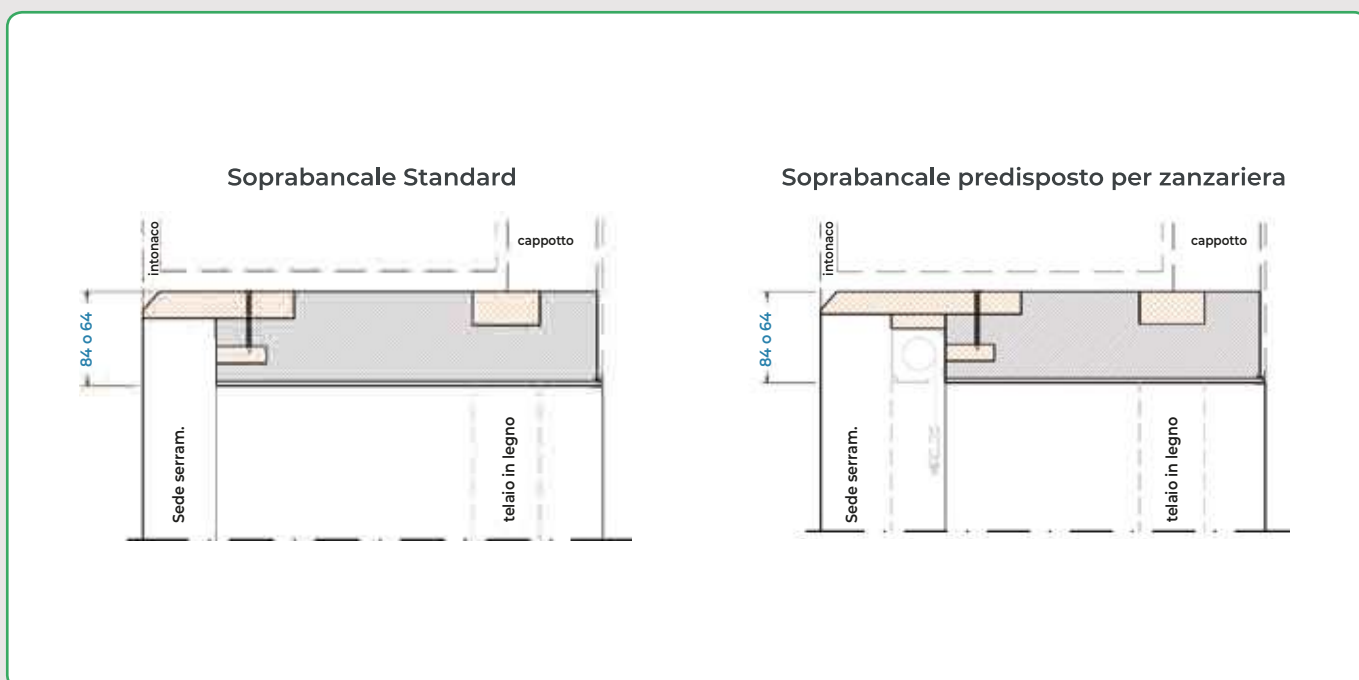 Soprabancale Standard
intonaco
cappotto
84 o 64
Sede serram.
telaio in legno
Soprabancale predisposto per zanzariera
intonaco
cappotto
84 o 64
Sede serram.
telaio in legno